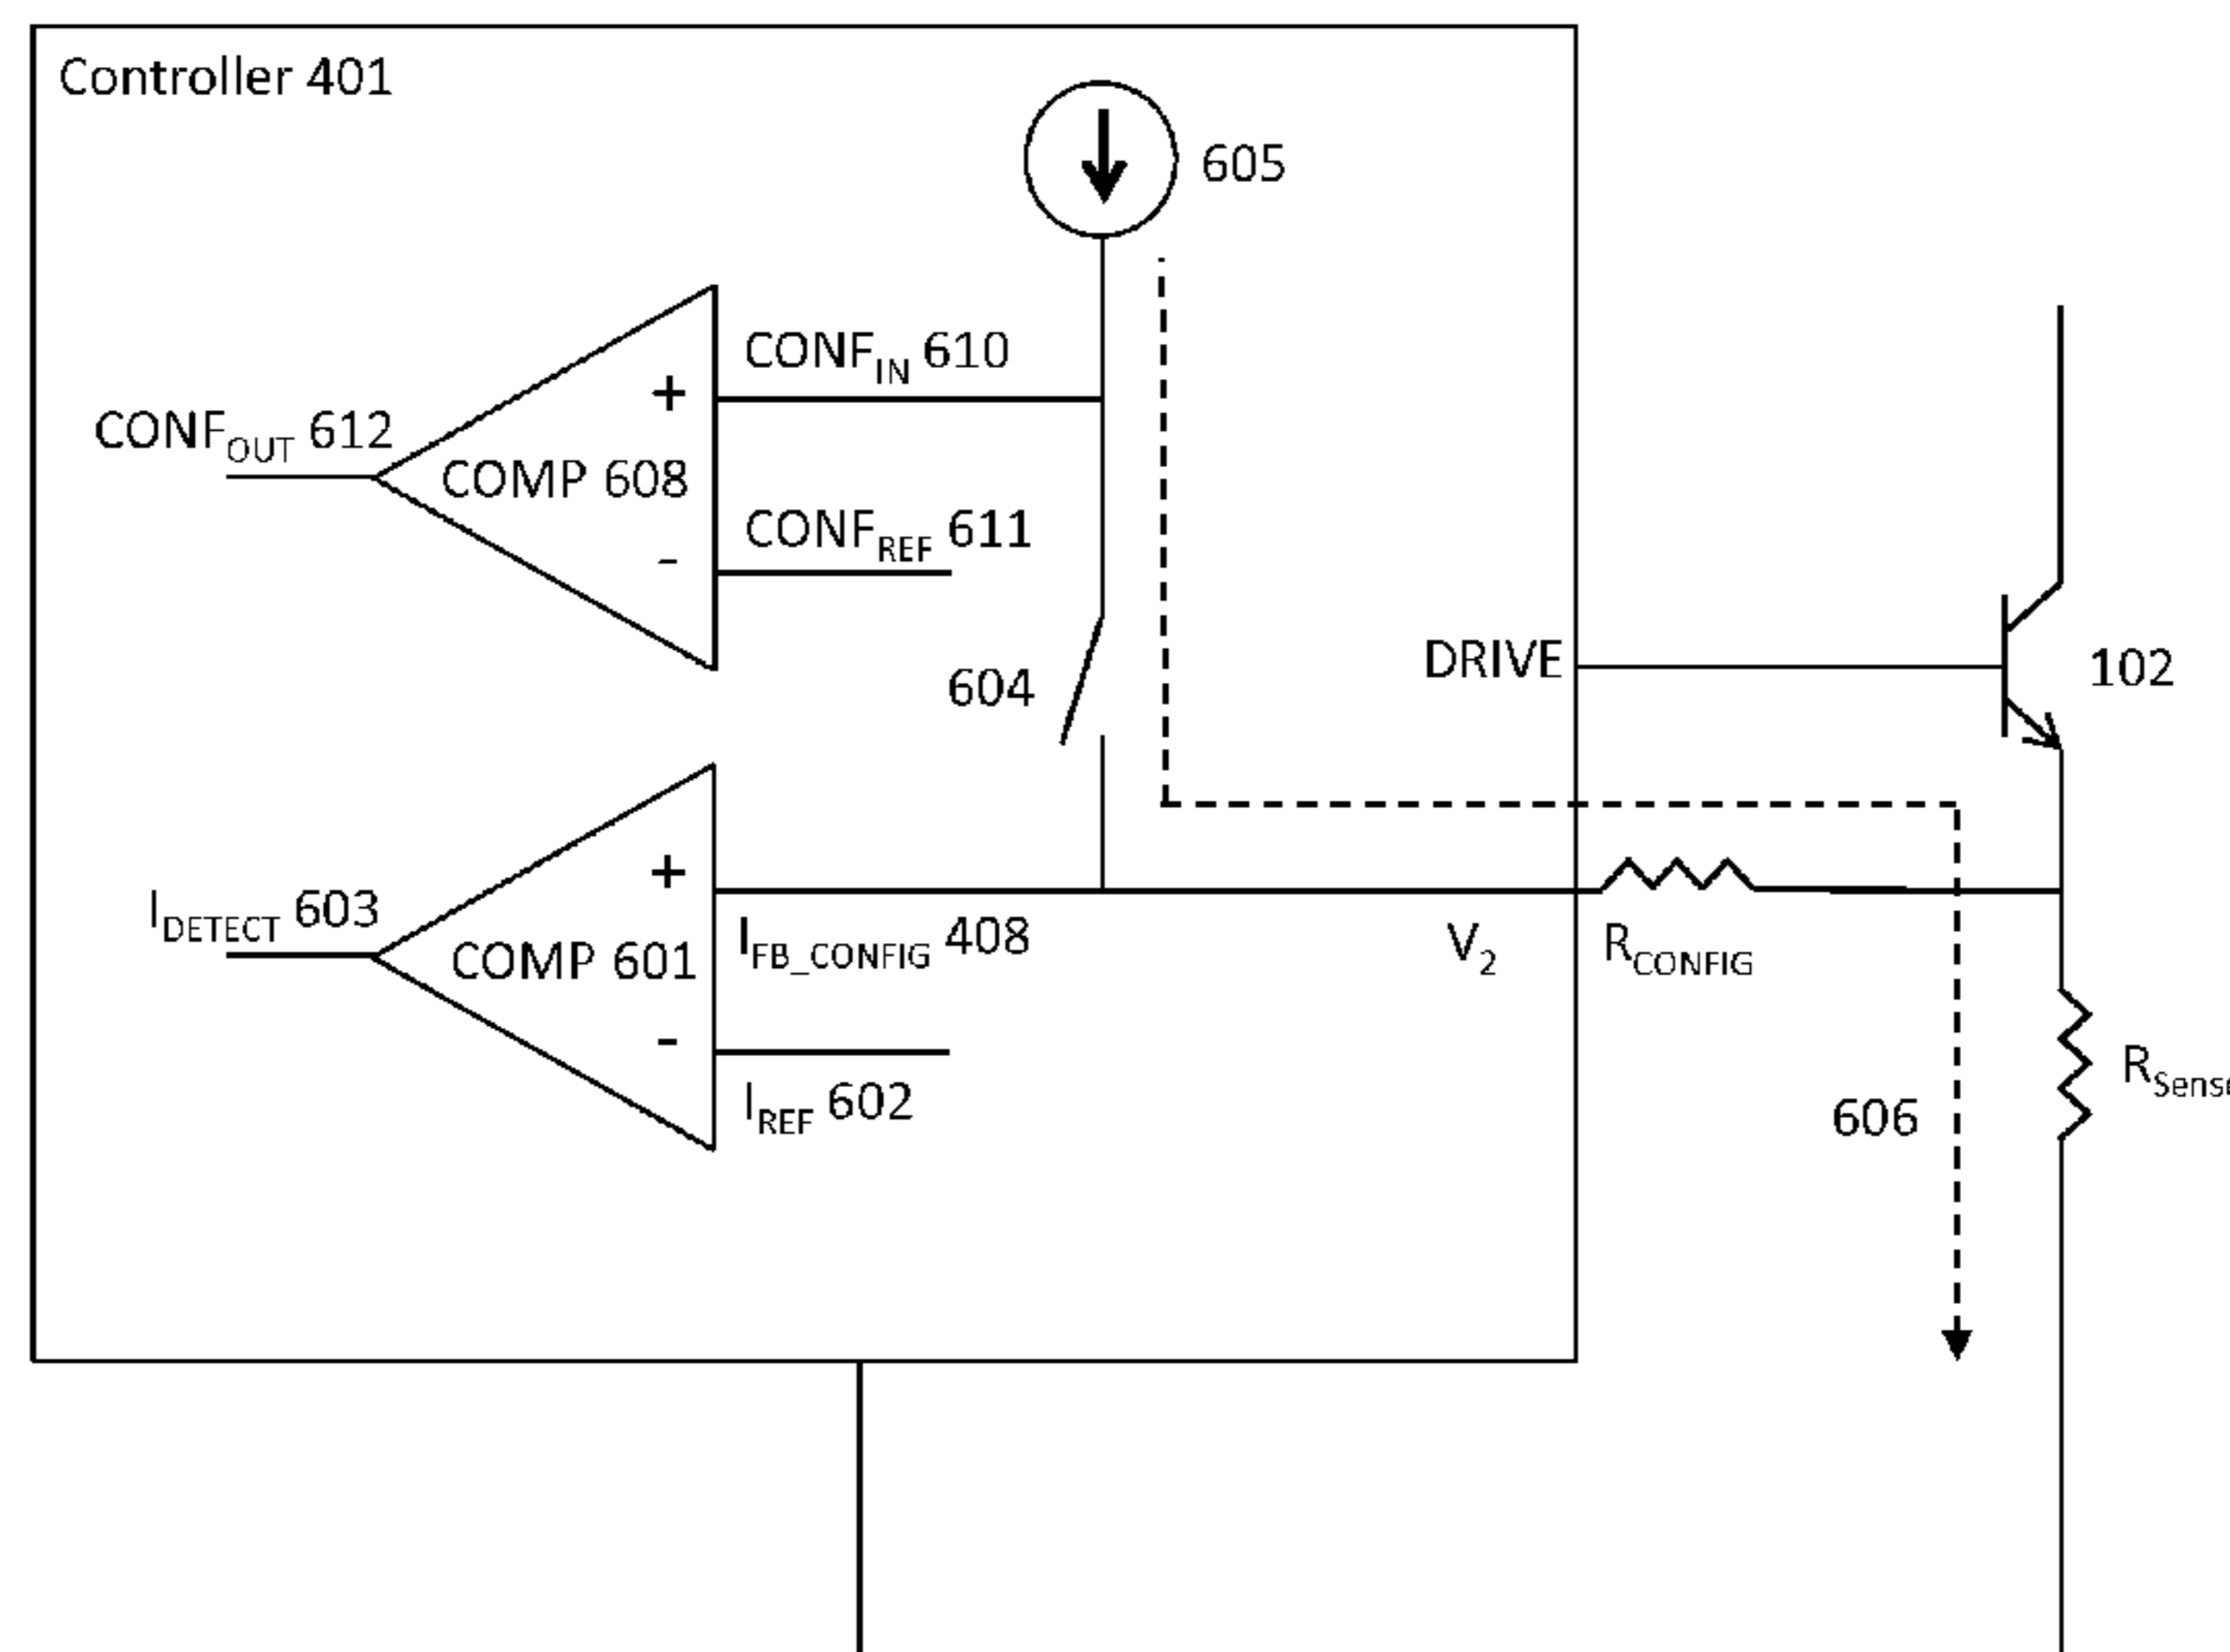 Controller 401
605
CONF_IN 610
CONF_OUT 612
+
COMP 608
CONF_REF 611
-
604
DRIVE
102
+
I_DETECT 603
COMP 601
I_FB_CONFIG 408
V_2
R_CONFIG
-
I_REF 602
606
R_Sense